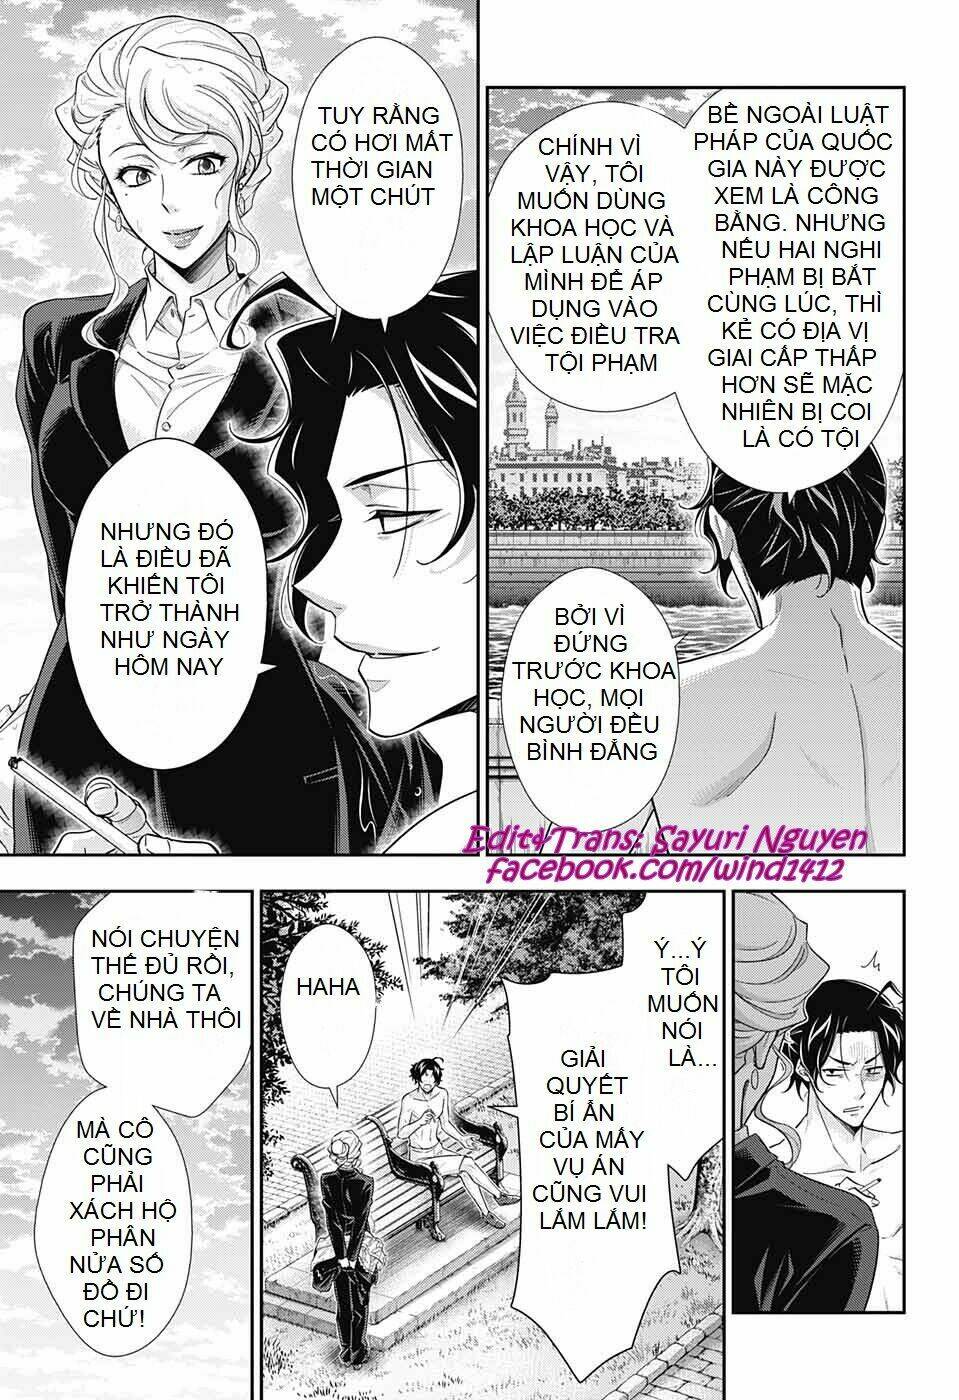 BỀ NGOÀI LUẬT
PHÁP CỦA QUỐC
GIA NÀY ĐƯỢC
XEM LÀ CÔNG
BẰNG. NHƯNG
NẾU HAI NGHI
PHẠM BỊ BẮT
CÙNG LÚC, THÌ
KẺ CÓ ĐỊA VỊ
GIAI CẤP THẤP
HƠN SẼ MẶC
NHIÊN BỊ COI
LÀ CÓ TỘI
CHÍNH VÌ
VẬY, TÔI
MUỐN DÙNG
KHOA HỌC VÀ
LẬP LUẬN CỦA
MÌNH ĐỂ ÁP
DỤNG VÀO
VIỆC ĐIỀU TRA
TỘI PHẠM
BỞI VÌ
ĐỨNG
TRƯỚC KHOA
HỌC, MỌI
NGƯỜI ĐỀU
BÌNH ĐẲNG
TUY RẰNG
CÓ HƠI MẤT
THỜI GIAN
MỘT CHÚT
NHƯNG ĐÓ
LÀ ĐIỀU ĐÃ
KHIẾN TÔI
TRỞ THÀNH
NHƯ NGÀY
HÔM NAY
Edit&Trans: Sayuri Nguyen
facebook.com/wind1412
Ý...Ý
TÔI
MUỐN
NÓI
LÀ...
GIẢI
QUYẾT
BÍ ẨN
CỦA MẤY
VỤ ÁN
CŨNG VUI
LẮM LẮM!
HAHA
NÓI CHUYỆN
THẾ ĐỦ RỒI,
CHÚNG TA
VỀ NHÀ THÔI
MÀ CÔ
CŨNG
PHẢI
XÁCH HỘ
PHÂN
NỬA SỐ
ĐỒ ĐI
CHỨ!